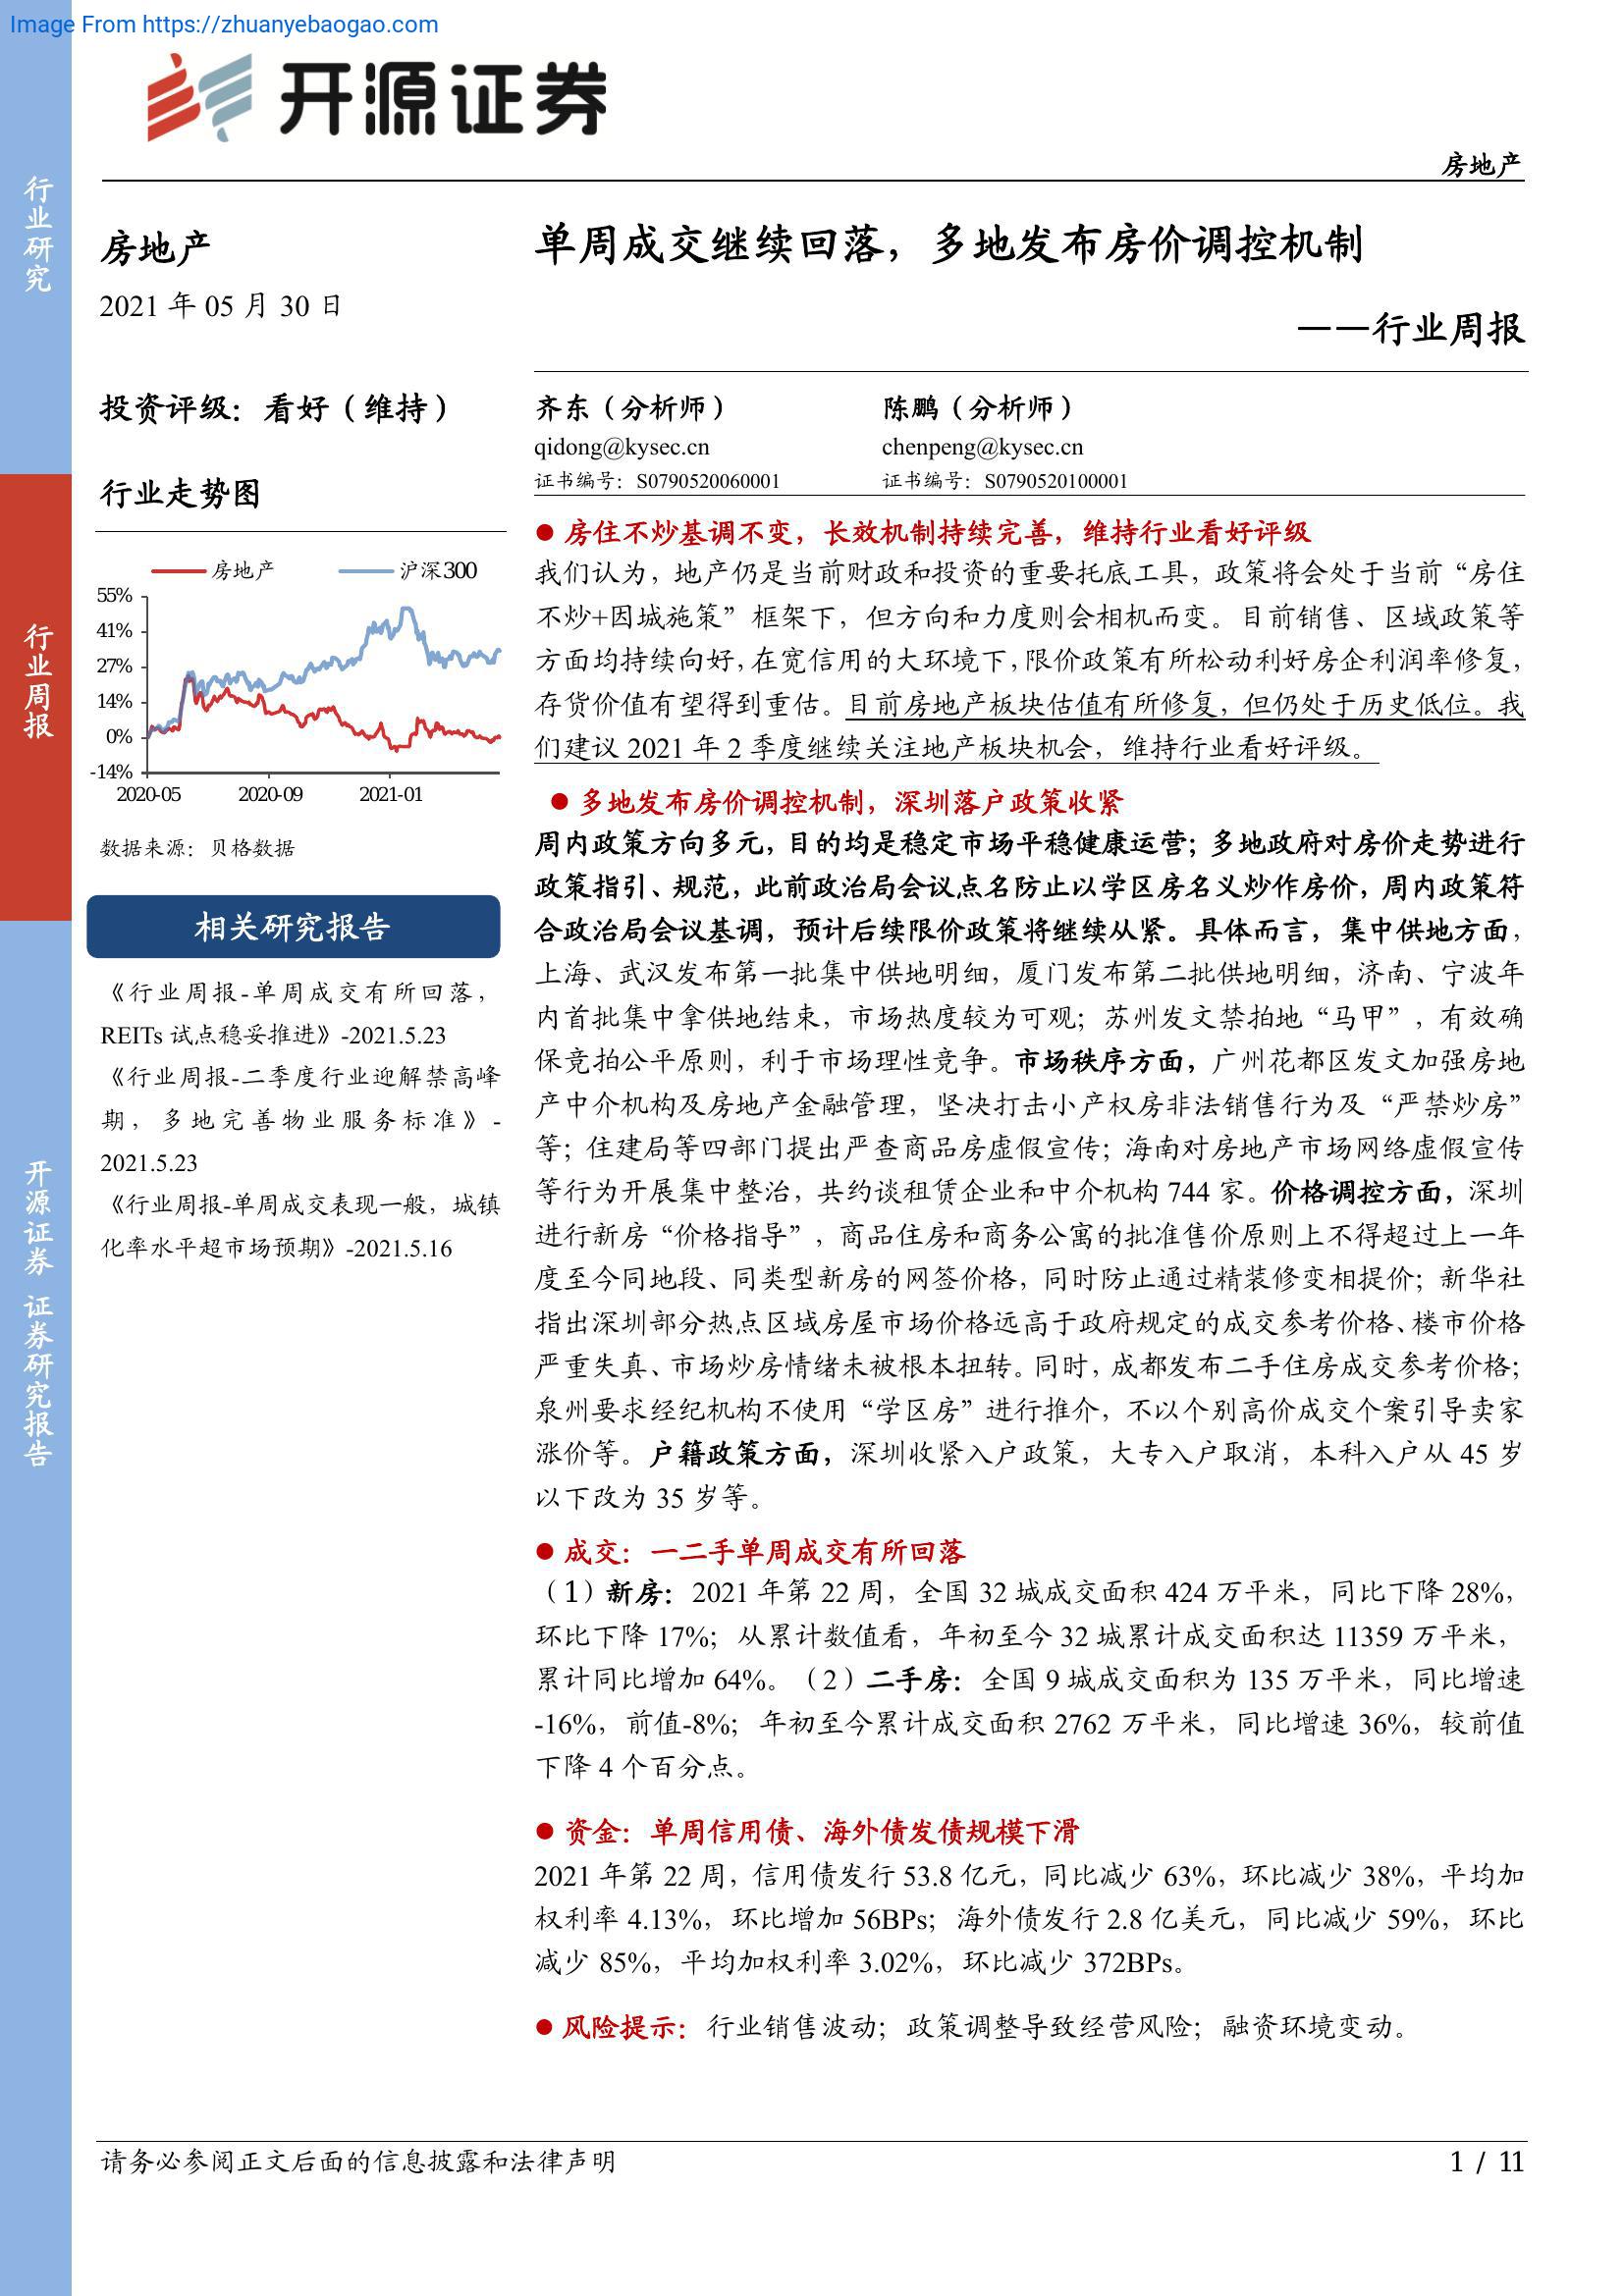 Image From https://zhuanyebaogao.com
开源证券
房地产
行业研究
行业周报
开源证券 证券研究报告
房地产
2021 年 05 月 30 日
投资评级：看好（维持）
行业走势图
房地产 沪深300
55%
41%
27%
14%
0%
-14%
2020-05 2020-09 2021-01
数据来源：贝格数据
相关研究报告
《行业周报-单周成交有所回落，
REITs 试点稳妥推进》-2021.5.23
《行业周报-二季度行业迎解禁高峰
期，多地完善物业服务标准》-
2021.5.23
《行业周报-单周成交表现一般，城镇
化率水平超市场预期》-2021.5.16
单周成交继续回落，多地发布房价调控机制
——行业周报
齐东（分析师） 陈鹏（分析师）
qidong@kysec.cn chenpeng@kysec.cn
证书编号：S0790520060001 证书编号：S0790520100001
● 房住不炒基调不变，长效机制持续完善，维持行业看好评级
我们认为，地产仍是当前财政和投资的重要托底工具，政策将会处于当前“房住
不炒+因城施策”框架下，但方向和力度则会相机而变。目前销售、区域政策等
方面均持续向好，在宽信用的大环境下，限价政策有所松动利好房企利润率修复，
存货价值有望得到重估。目前房地产板块估值有所修复，但仍处于历史低位。我
们建议 2021 年 2 季度继续关注地产板块机会，维持行业看好评级。
● 多地发布房价调控机制，深圳落户政策收紧
周内政策方向多元，目的均是稳定市场平稳健康运营；多地政府对房价走势进行
政策指引、规范，此前政治局会议点名防止以学区房名义炒作房价，周内政策符
合政治局会议基调，预计后续限价政策将继续从紧。具体而言，集中供地方面，
上海、武汉发布第一批集中供地明细，厦门发布第二批供地明细，济南、宁波年
内首批集中拿供地结束，市场热度较为可观；苏州发文禁拍地“马甲”，有效确
保竞拍公平原则，利于市场理性竞争。市场秩序方面，广州花都区发文加强房地
产中介机构及房地产金融管理，坚决打击小产权房非法销售行为及“严禁炒房”
等；住建局等四部门提出严查商品房虚假宣传；海南对房地产市场网络虚假宣传
等行为开展集中整治，共约谈租赁企业和中介机构 744 家。价格调控方面，深圳
进行新房“价格指导”，商品住房和商务公寓的批准售价原则上不得超过上一年
度至今同地段、同类型新房的网签价格，同时防止通过精装修变相提价；新华社
指出深圳部分热点区域房屋市场价格远高于政府规定的成交参考价格、楼市价格
严重失真、市场炒房情绪未被根本扭转。同时，成都发布二手住房成交参考价格；
泉州要求经纪机构不使用“学区房”进行推介，不以个别高价成交个案引导卖家
涨价等。户籍政策方面，深圳收紧入户政策，大专入户取消，本科入户从 45 岁
以下改为 35 岁等。
● 成交：一二手单周成交有所回落
（1）新房：2021 年第 22 周，全国 32 城成交面积 424 万平米，同比下降 28%，
环比下降 17%；从累计数值看，年初至今 32 城累计成交面积达 11359 万平米，
累计同比增加 64%。（2）二手房：全国 9 城成交面积为 135 万平米，同比增速
-16%，前值-8%；年初至今累计成交面积 2762 万平米，同比增速 36%，较前值
下降 4 个百分点。
● 资金：单周信用债、海外债发债规模下滑
2021 年第 22 周，信用债发行 53.8 亿元，同比减少 63%，环比减少 38%，平均加
权利率 4.13%，环比增加 56BPs；海外债发行 2.8 亿美元，同比减少 59%，环比
减少 85%，平均加权利率 3.02%，环比减少 372BPs。
● 风险提示：行业销售波动；政策调整导致经营风险；融资环境变动。
请务必参阅正文后面的信息披露和法律声明
1 / 11